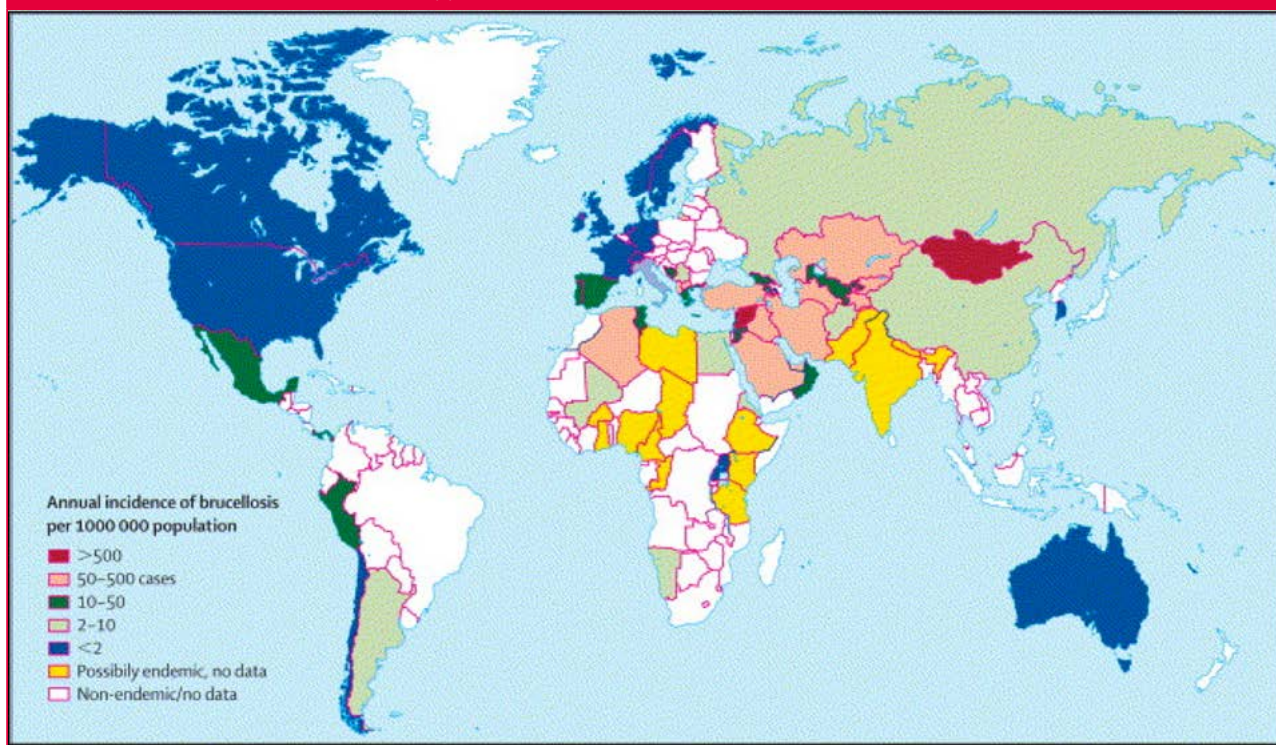 Annual incidence of brucellosis
per 1000 000 population
>500
50–500 cases
10–50
2–10
<2
Possibily endemic, no data
Non-endemic/no data